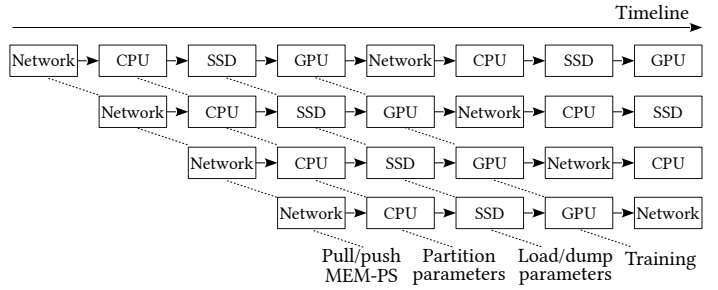 Timeline
Network CPU SSD GPU Network CPU SSD GPU
Network CPU SSD GPU Network CPU SSD
Network CPU SSD GPU Network CPU
Network CPU SSD GPU Network
Pull/push Partition Load/dump Training
MEM-PS parameters parameters